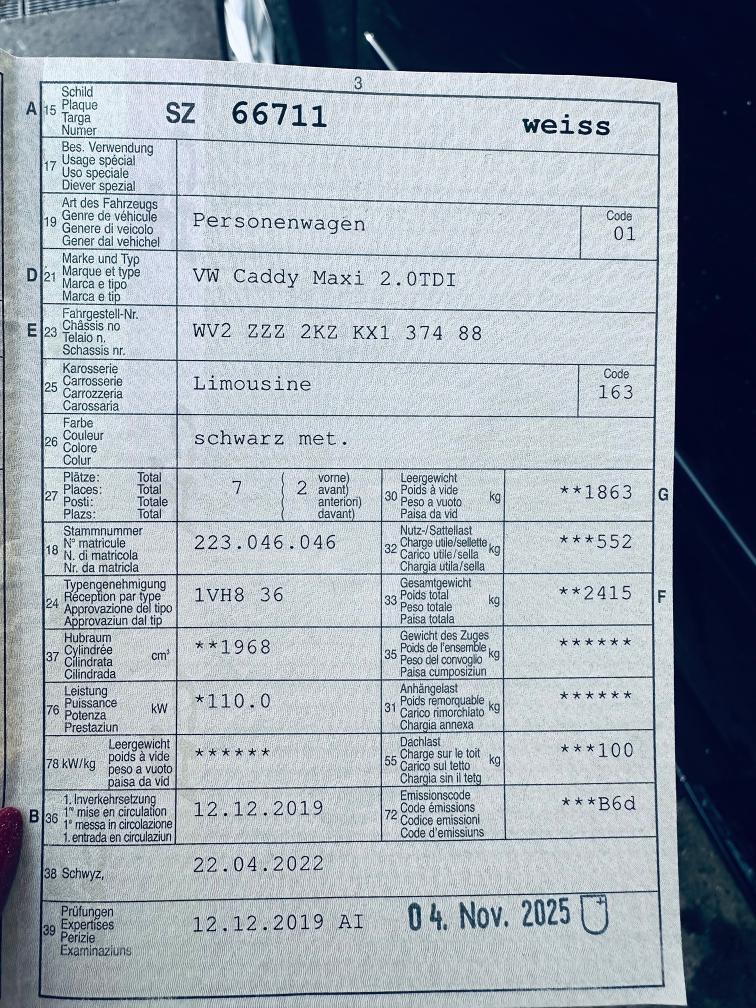 3
A 15 Schild
Plaque
Targa
Numer
SZ 66711 weiss
17 Bes. Verwendung
Usage spécial
Uso speciale
Diever spezial
19 Art des Fahrzeugs
Genre de véhicule
Genere di veicolo
Gener dal vehichel
Personenwagen
Code
01
D 21 Marke und Typ
Marque et type
Marca e tipo
Marca e tip
VW Caddy Maxi 2.0TDI
E 23 Fahrgestell-Nr.
Châssis no
Telaio n.
Schassis nr.
WV2 ZZZ 2KZ KX1 374 88
25 Karosserie
Carrosserie
Carrozzeria
Carossaria
Limousine
Code
163
26 Farbe
Couleur
Colore
Colur
schwarz met.
27 Plätze: Total
Places: Total
Posti: Totale
Plazs: Total
7 ( 2 vorne)
avant)
anteriori)
davant)
30 Leergewicht
Poids à vide
Peso a vuoto
Paisa da vid
kg
**1863 G
18 Stammnummer
N° matricule
N. di matricola
Nr. da matricla
223.046.046
32 Nutz-/Sattellast
Charge utile/sellette
Carico utile/sella
Chargia utila/sella
kg
***552
24 Typengenehmigung
Réception par type
Approvazione del tipo
Approvaziun dal tip
1VH8 36
33 Gesamtgewicht
Poids total
Peso totale
Paisa totala
kg
**2415 F
37 Hubraum
Cylindrée
Cilindrata
Cilindrada
cm³
**1968
35 Gewicht des Zuges
Poids de l'ensemble
Peso del convoglio
Paisa cumposiziun
kg
******
76 Leistung
Puissance
Potenza
Prestaziun
kW
*110.0
31 Anhängelast
Poids remorquable
Carico rimorchiato
Chargia annexa
kg
******
78 kW/kg Leergewicht
poids à vide
peso a vuoto
paisa da vid
******
55 Dachlast
Charge sur le toit
Carico sul tetto
Chargia sin il tetg
kg
***100
B 36 1. Inverkehrsetzung
1re mise en circulation
1a messa in circolazione
1. entrada en circulaziun
12.12.2019
72 Emissionscode
Code émissions
Codice emissioni
Code d'emissiuns
***B6d
38 Schwyz, 22.04.2022
39 Prüfungen
Expertises
Perizie
Examinaziuns
12.12.2019 AI 04. Nov. 2025